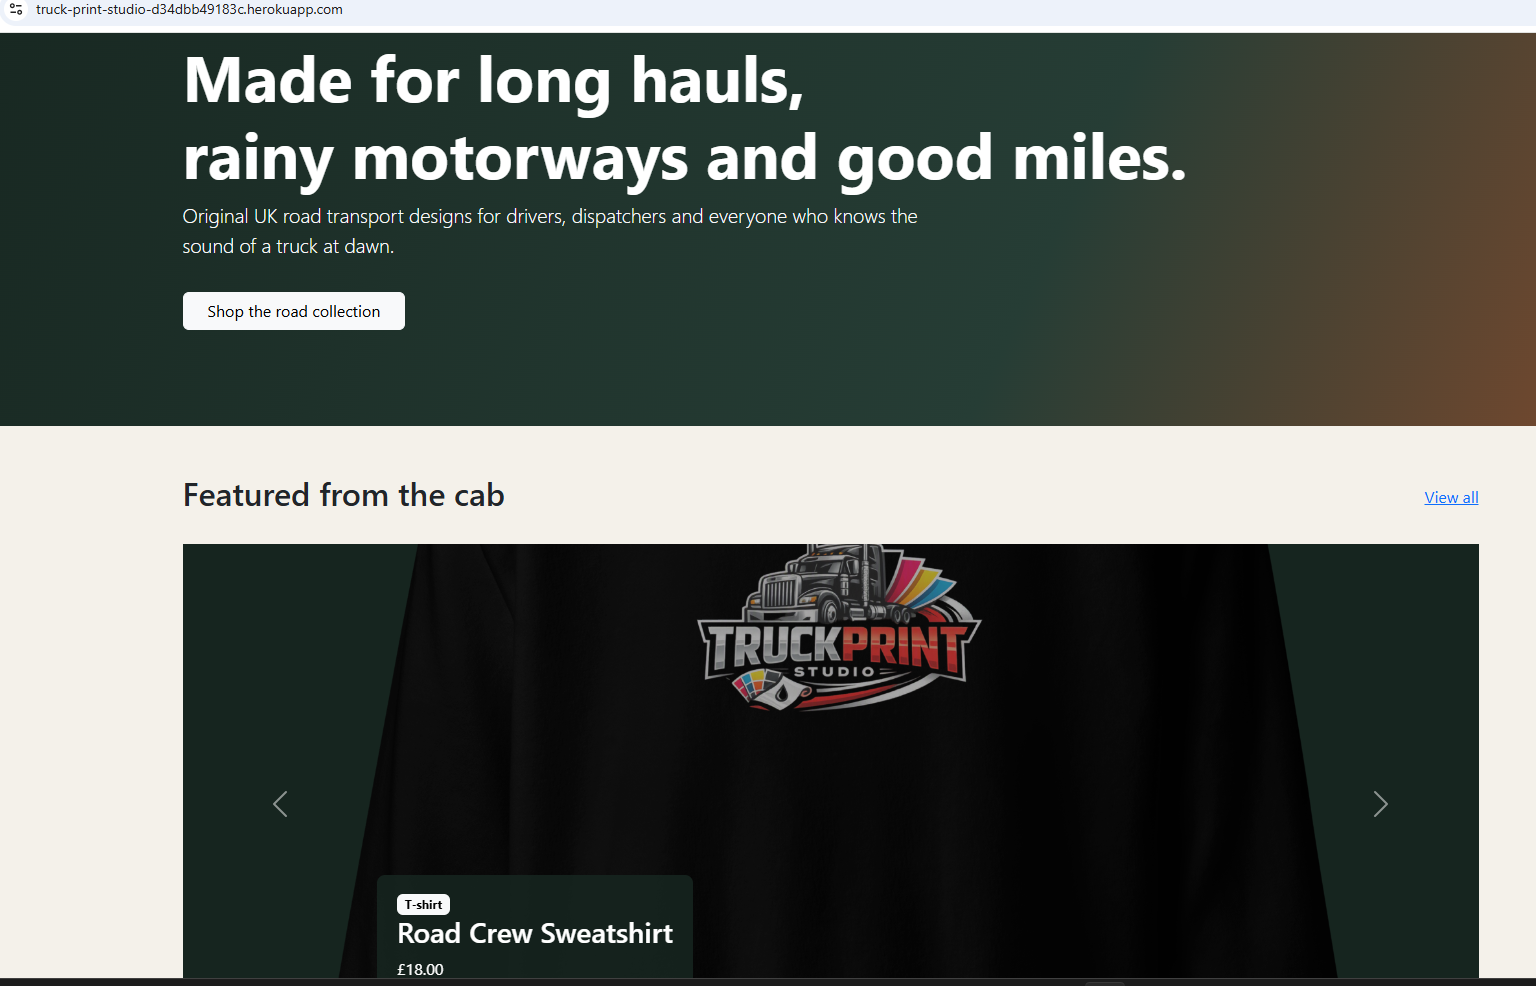 truck-print-studio-d34dbb49183c.herokuapp.com
Made for long hauls,
rainy motorways and good miles.
Original UK road transport designs for drivers, dispatchers and everyone who knows the
sound of a truck at dawn.
Shop the road collection
Featured from the cab
View all
TRUCKPRINT
STUDIO
T-shirt
Road Crew Sweatshirt
£18.00